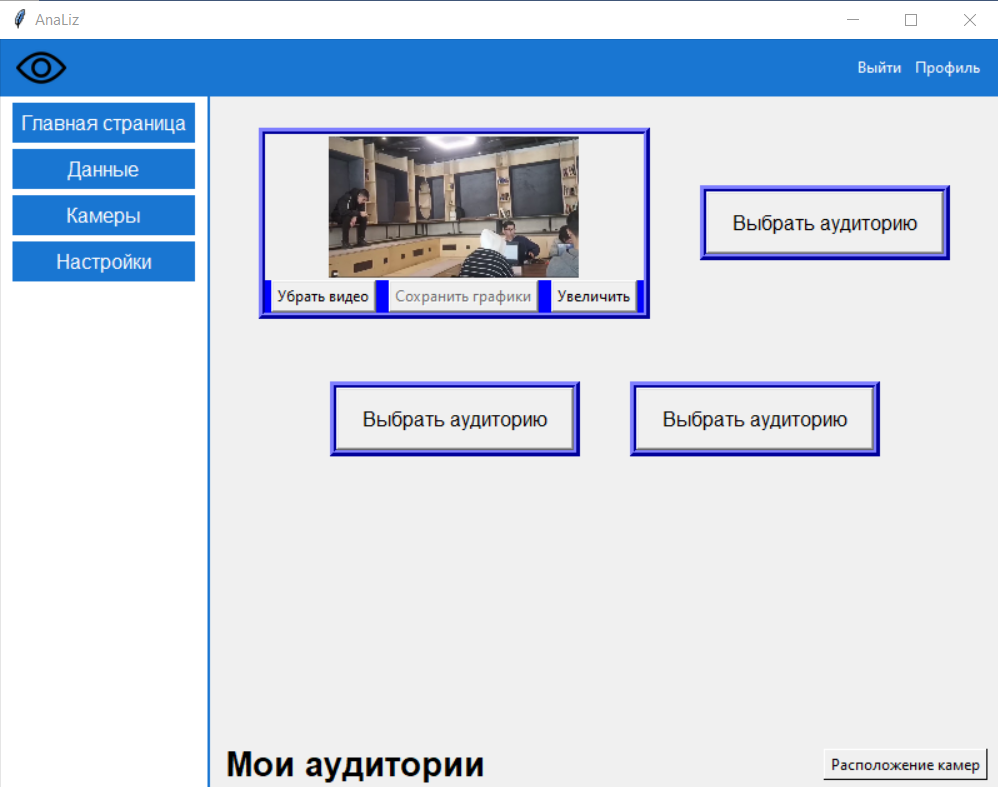 AnaLiz
Выйти Профиль
Главная страница
Данные
Камеры
Настройки
Убрать видео Сохранить графики Увеличить
Выбрать аудиторию
Выбрать аудиторию Выбрать аудиторию
Мои аудитории
Расположение камер